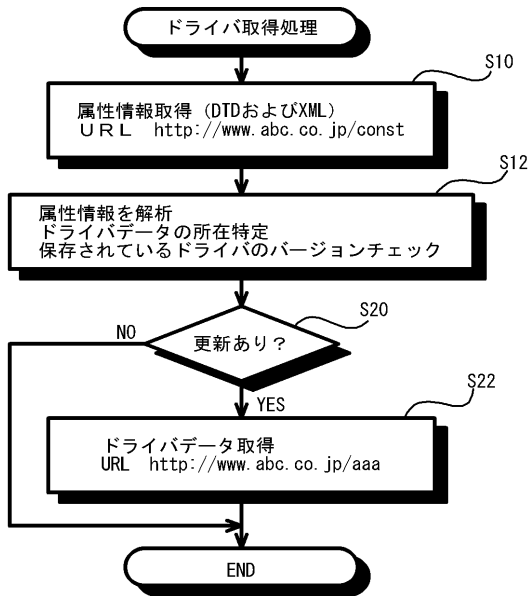 ドライバ取得処理
S10
属性情報取得（DTDおよびXML）
ＵＲＬ　http://www.abc.co.jp/const
S12
属性情報を解析
ドライバデータの所在特定
保存されているドライバのバージョンチェック
S20
更新あり？
NO
YES
S22
ドライバデータ取得
URL　http://www.abc.co.jp/aaa
END